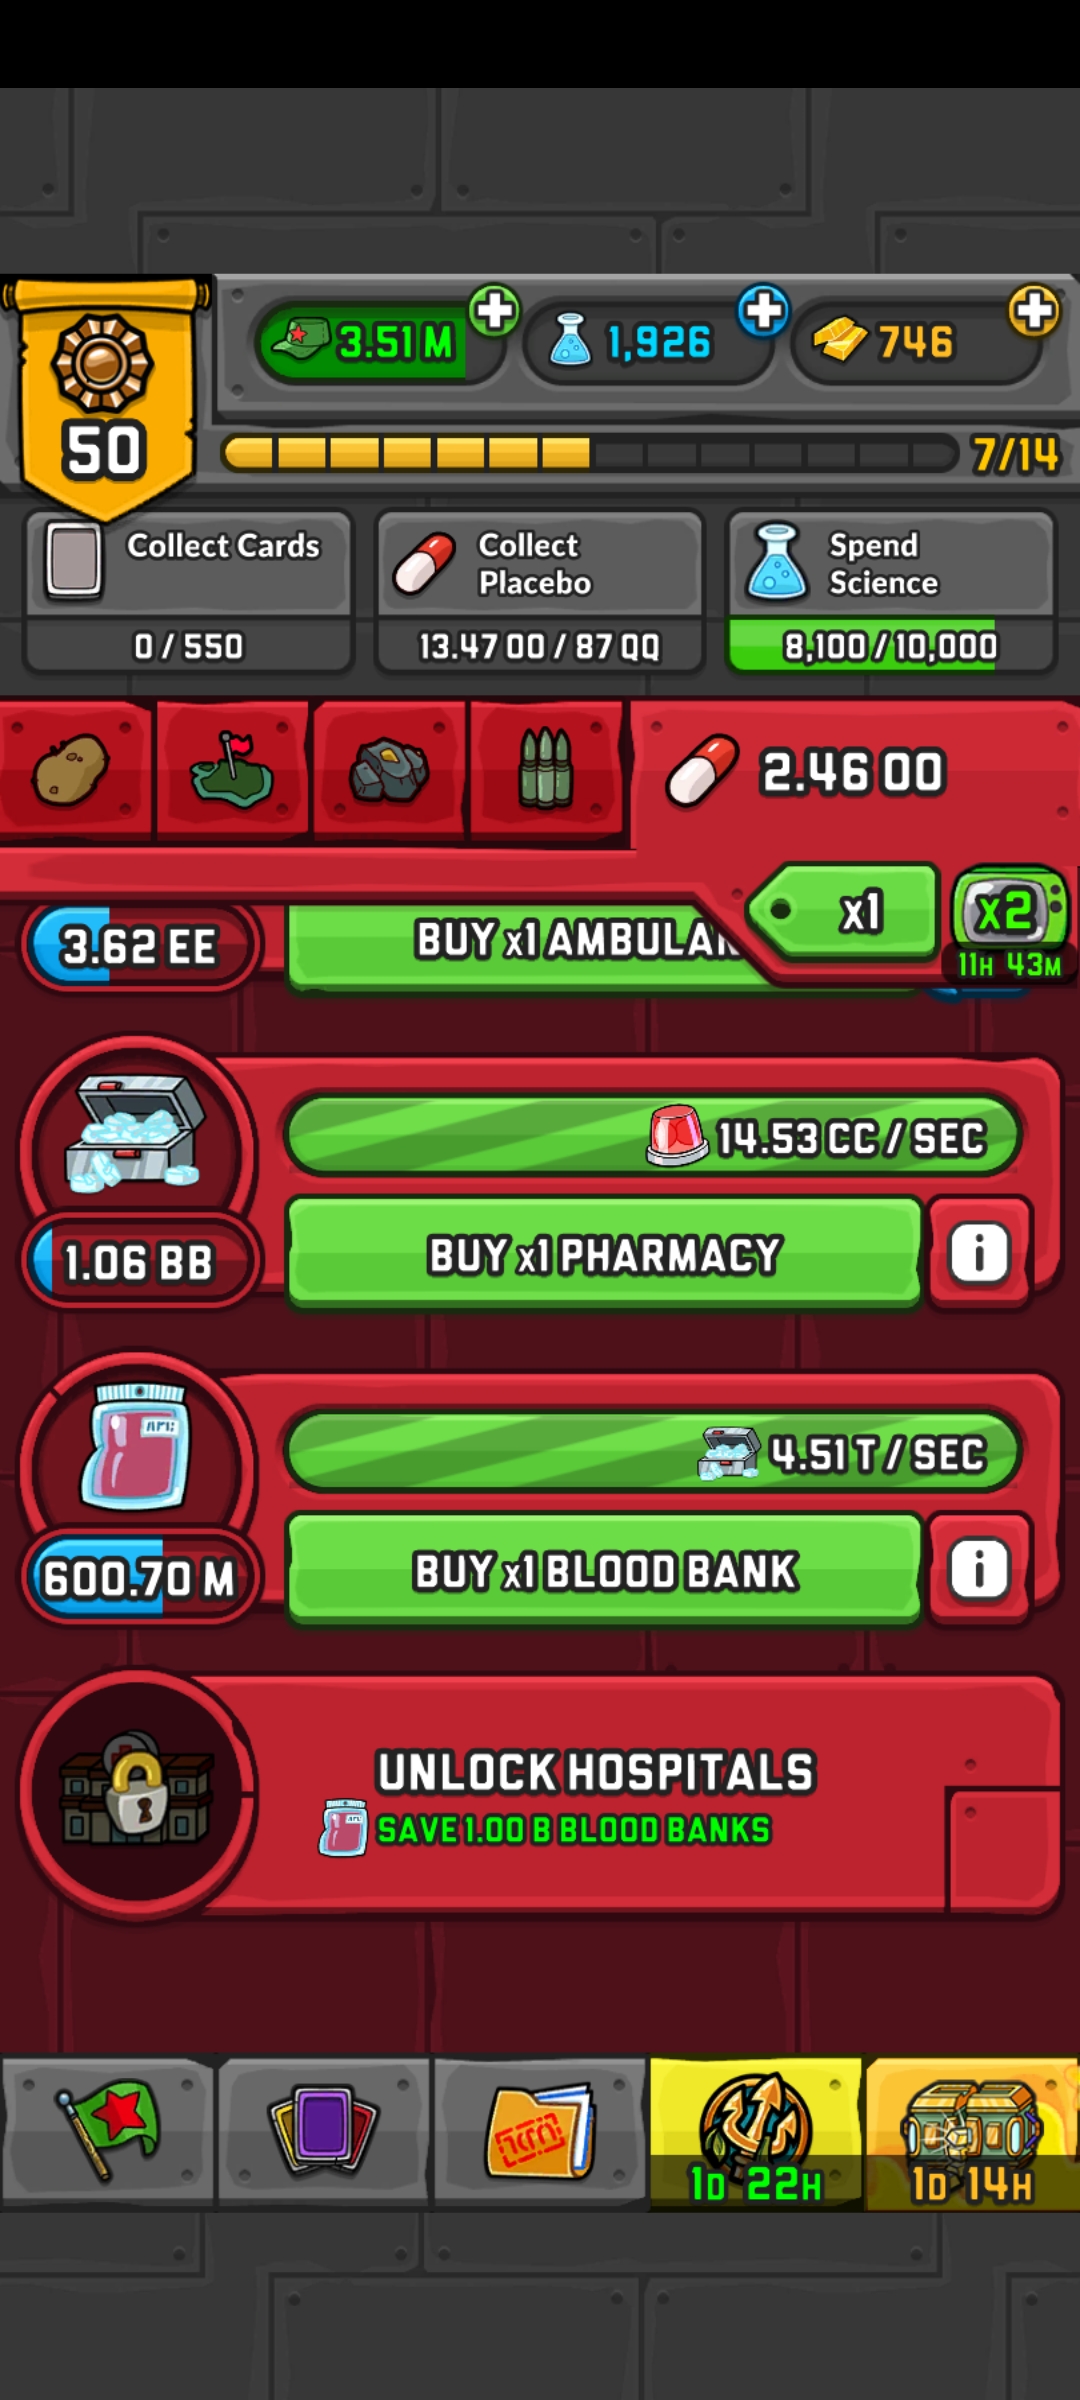 3.51 M
1,926
746
50
7/14
Collect Cards
Collect
Placebo
Spend
Science
0 / 550
13.47 OO / 87 QQ
8,100 / 10,000
2.46 OO
x1
x2
11H 43M
3.62 EE
BUY x1 AMBULAN
14.53 CC / SEC
1.06 BB
BUY x1 PHARMACY
i
4.51 T / SEC
600.70 M
BUY x1 BLOOD BANK
i
UNLOCK HOSPITALS
SAVE 1.00 B BLOOD BANKS
1D 22H
1D 14H